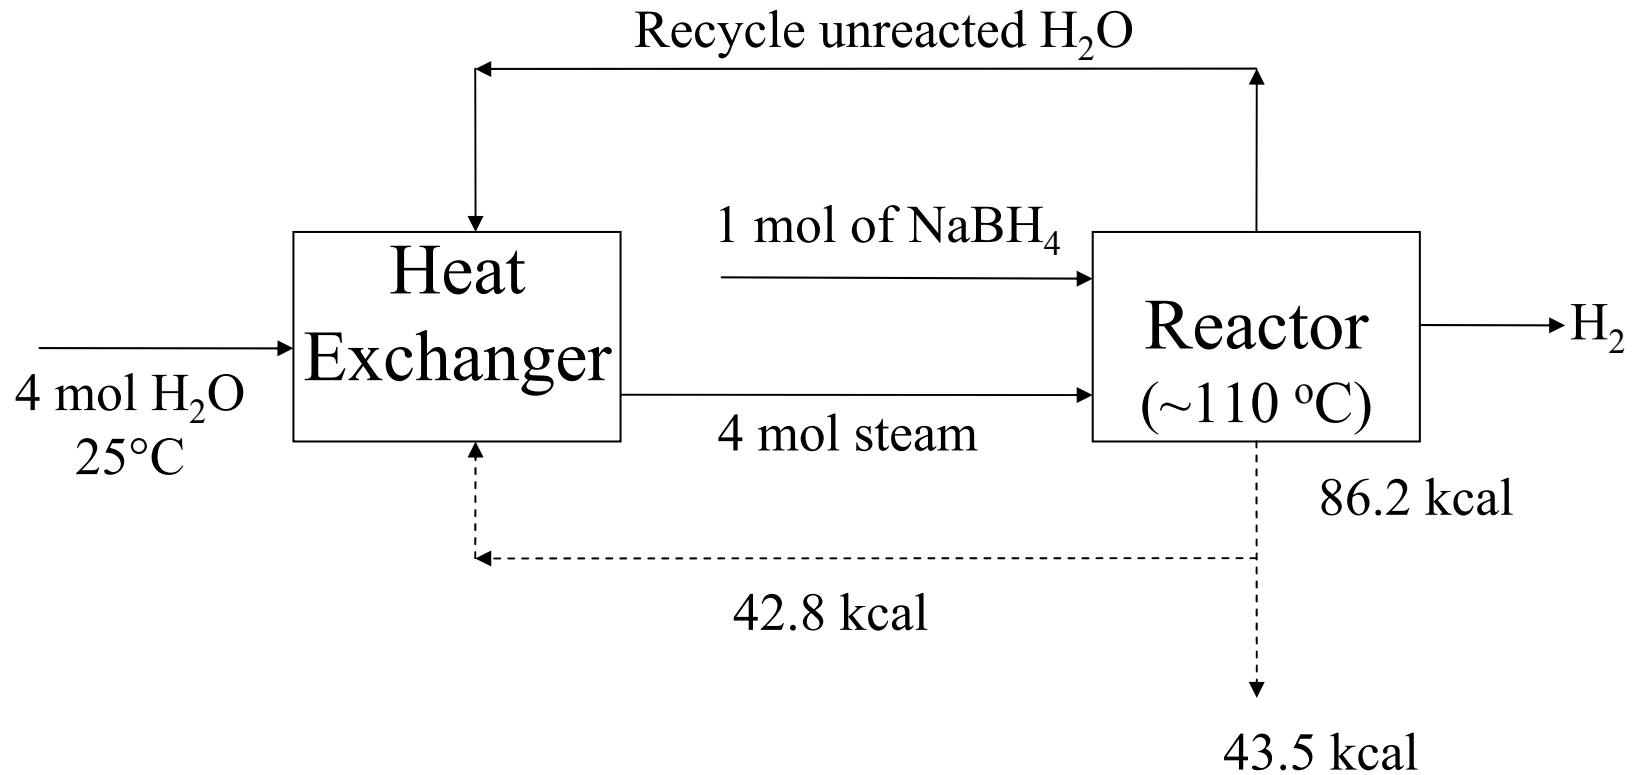 Recycle unreacted H₂O
1 mol of NaBH₄
Heat
Exchanger
Reactor
(~110 °C)
H₂
4 mol H₂O
25°C
4 mol steam
86.2 kcal
42.8 kcal
43.5 kcal